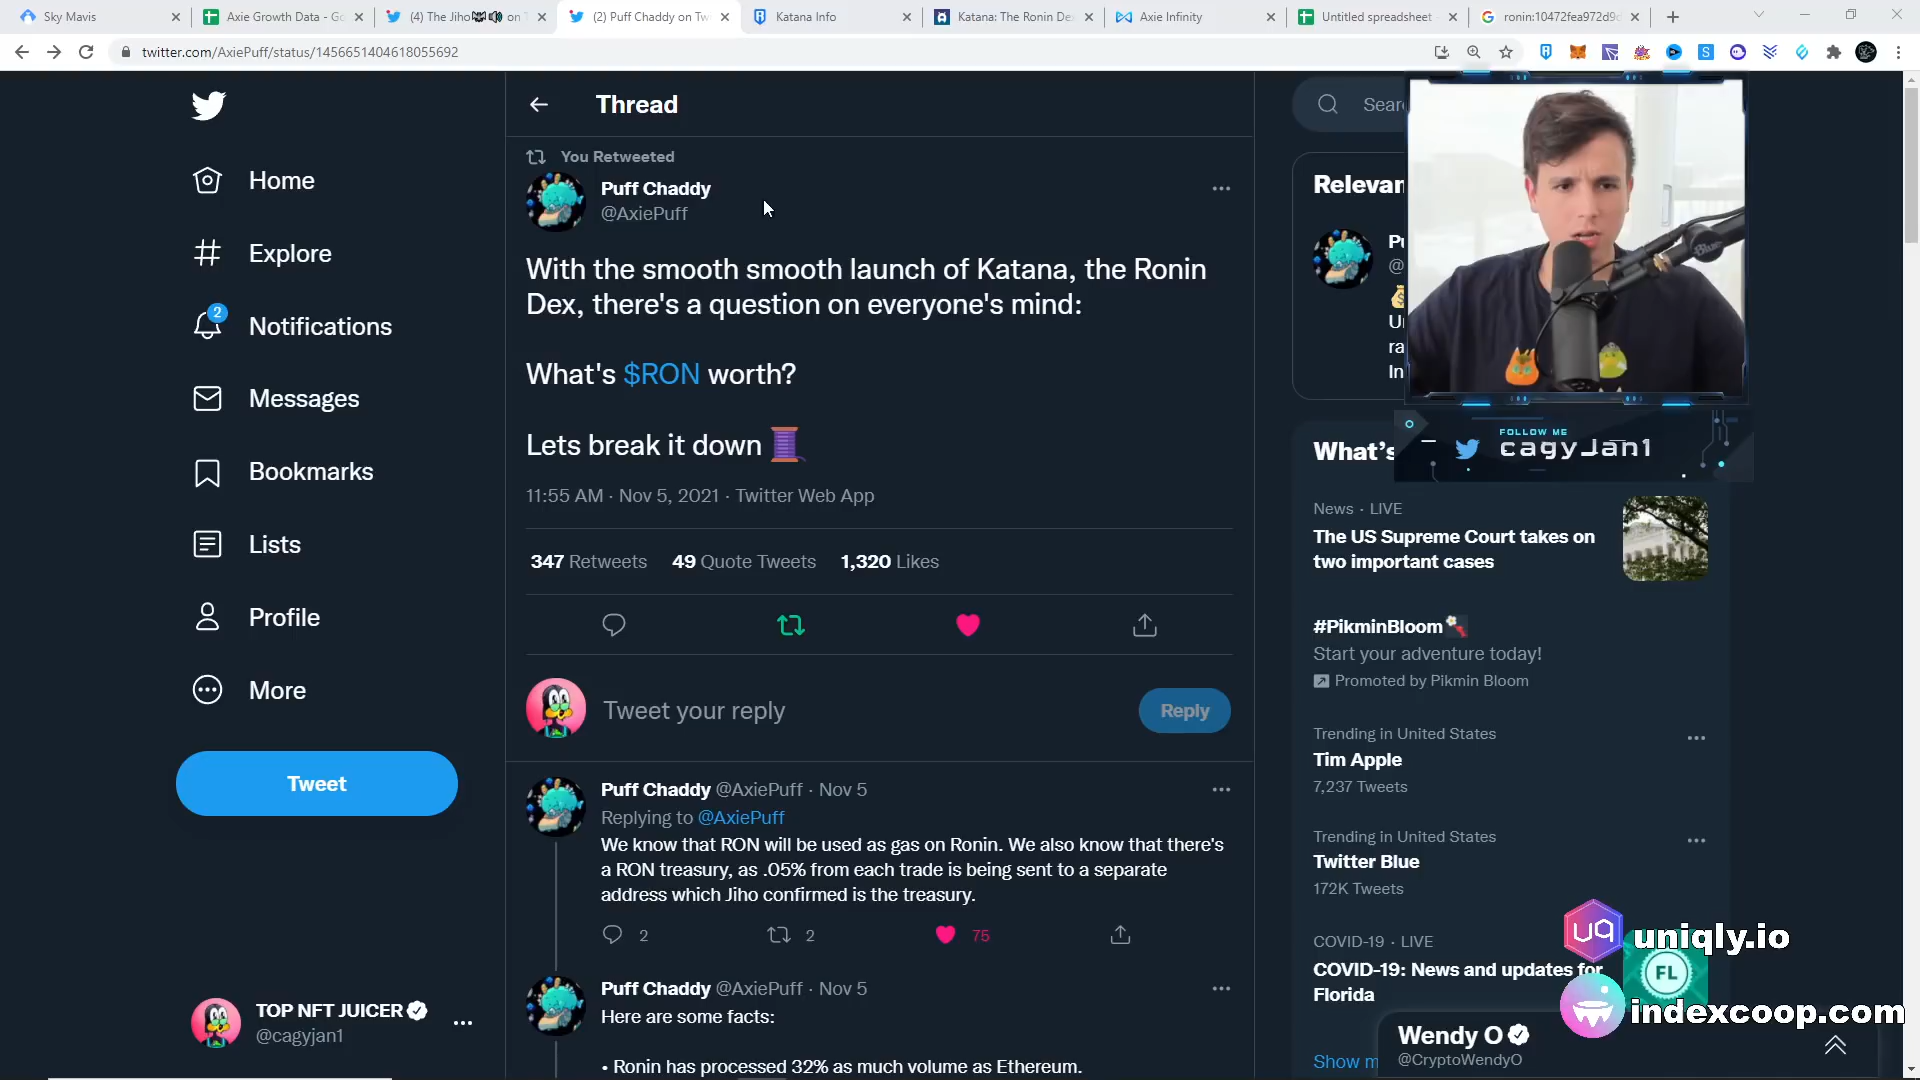 Sky Mavis
Axie Growth Data - Go
(4) The Jiho
on T
(2) Puff Chaddy on Tw
Katana Info
Katana: The Ronin De
Axie Infinity
Untitled spreadsheet
ronin:10472fea972d9d
twitter.com/AxiePuff/status/1456651404618055692
Home
Explore
2
Notifications
Messages
Bookmarks
Lists
Profile
More
Tweet
TOP NFT JUICER
@cagyjan1
Thread
You Retweeted
Puff Chaddy
@AxiePuff
With the smooth smooth launch of Katana, the Ronin
Dex, there's a question on everyone's mind:
What's $RON worth?
Lets break it down
11:55 AM · Nov 5, 2021 · Twitter Web App
347 Retweets 49 Quote Tweets 1,320 Likes
Tweet your reply
Reply
Puff Chaddy @AxiePuff · Nov 5
Replying to @AxiePuff
We know that RON will be used as gas on Ronin. We also know that there's
a RON treasury, as .05% from each trade is being sent to a separate
address which Jiho confirmed is the treasury.
2 2 75
Puff Chaddy @AxiePuff · Nov 5
Here are some facts:
• Ronin has processed 32% as much volume as Ethereum.
Sear
Relevan
Pu
@
U
ra
In
Blue
FOLLOW ME
cagyJan1
What's
News · LIVE
The US Supreme Court takes on
two important cases
#PikminBloom
Start your adventure today!
Promoted by Pikmin Bloom
Trending in United States
Tim Apple
7,237 Tweets
Trending in United States
Twitter Blue
172K Tweets
COVID-19 · LIVE
COVID-19: News and updates for
Florida
FL
Show m
uq
uniqly.io
indexcoop.com
Wendy O
@CryptoWendyO